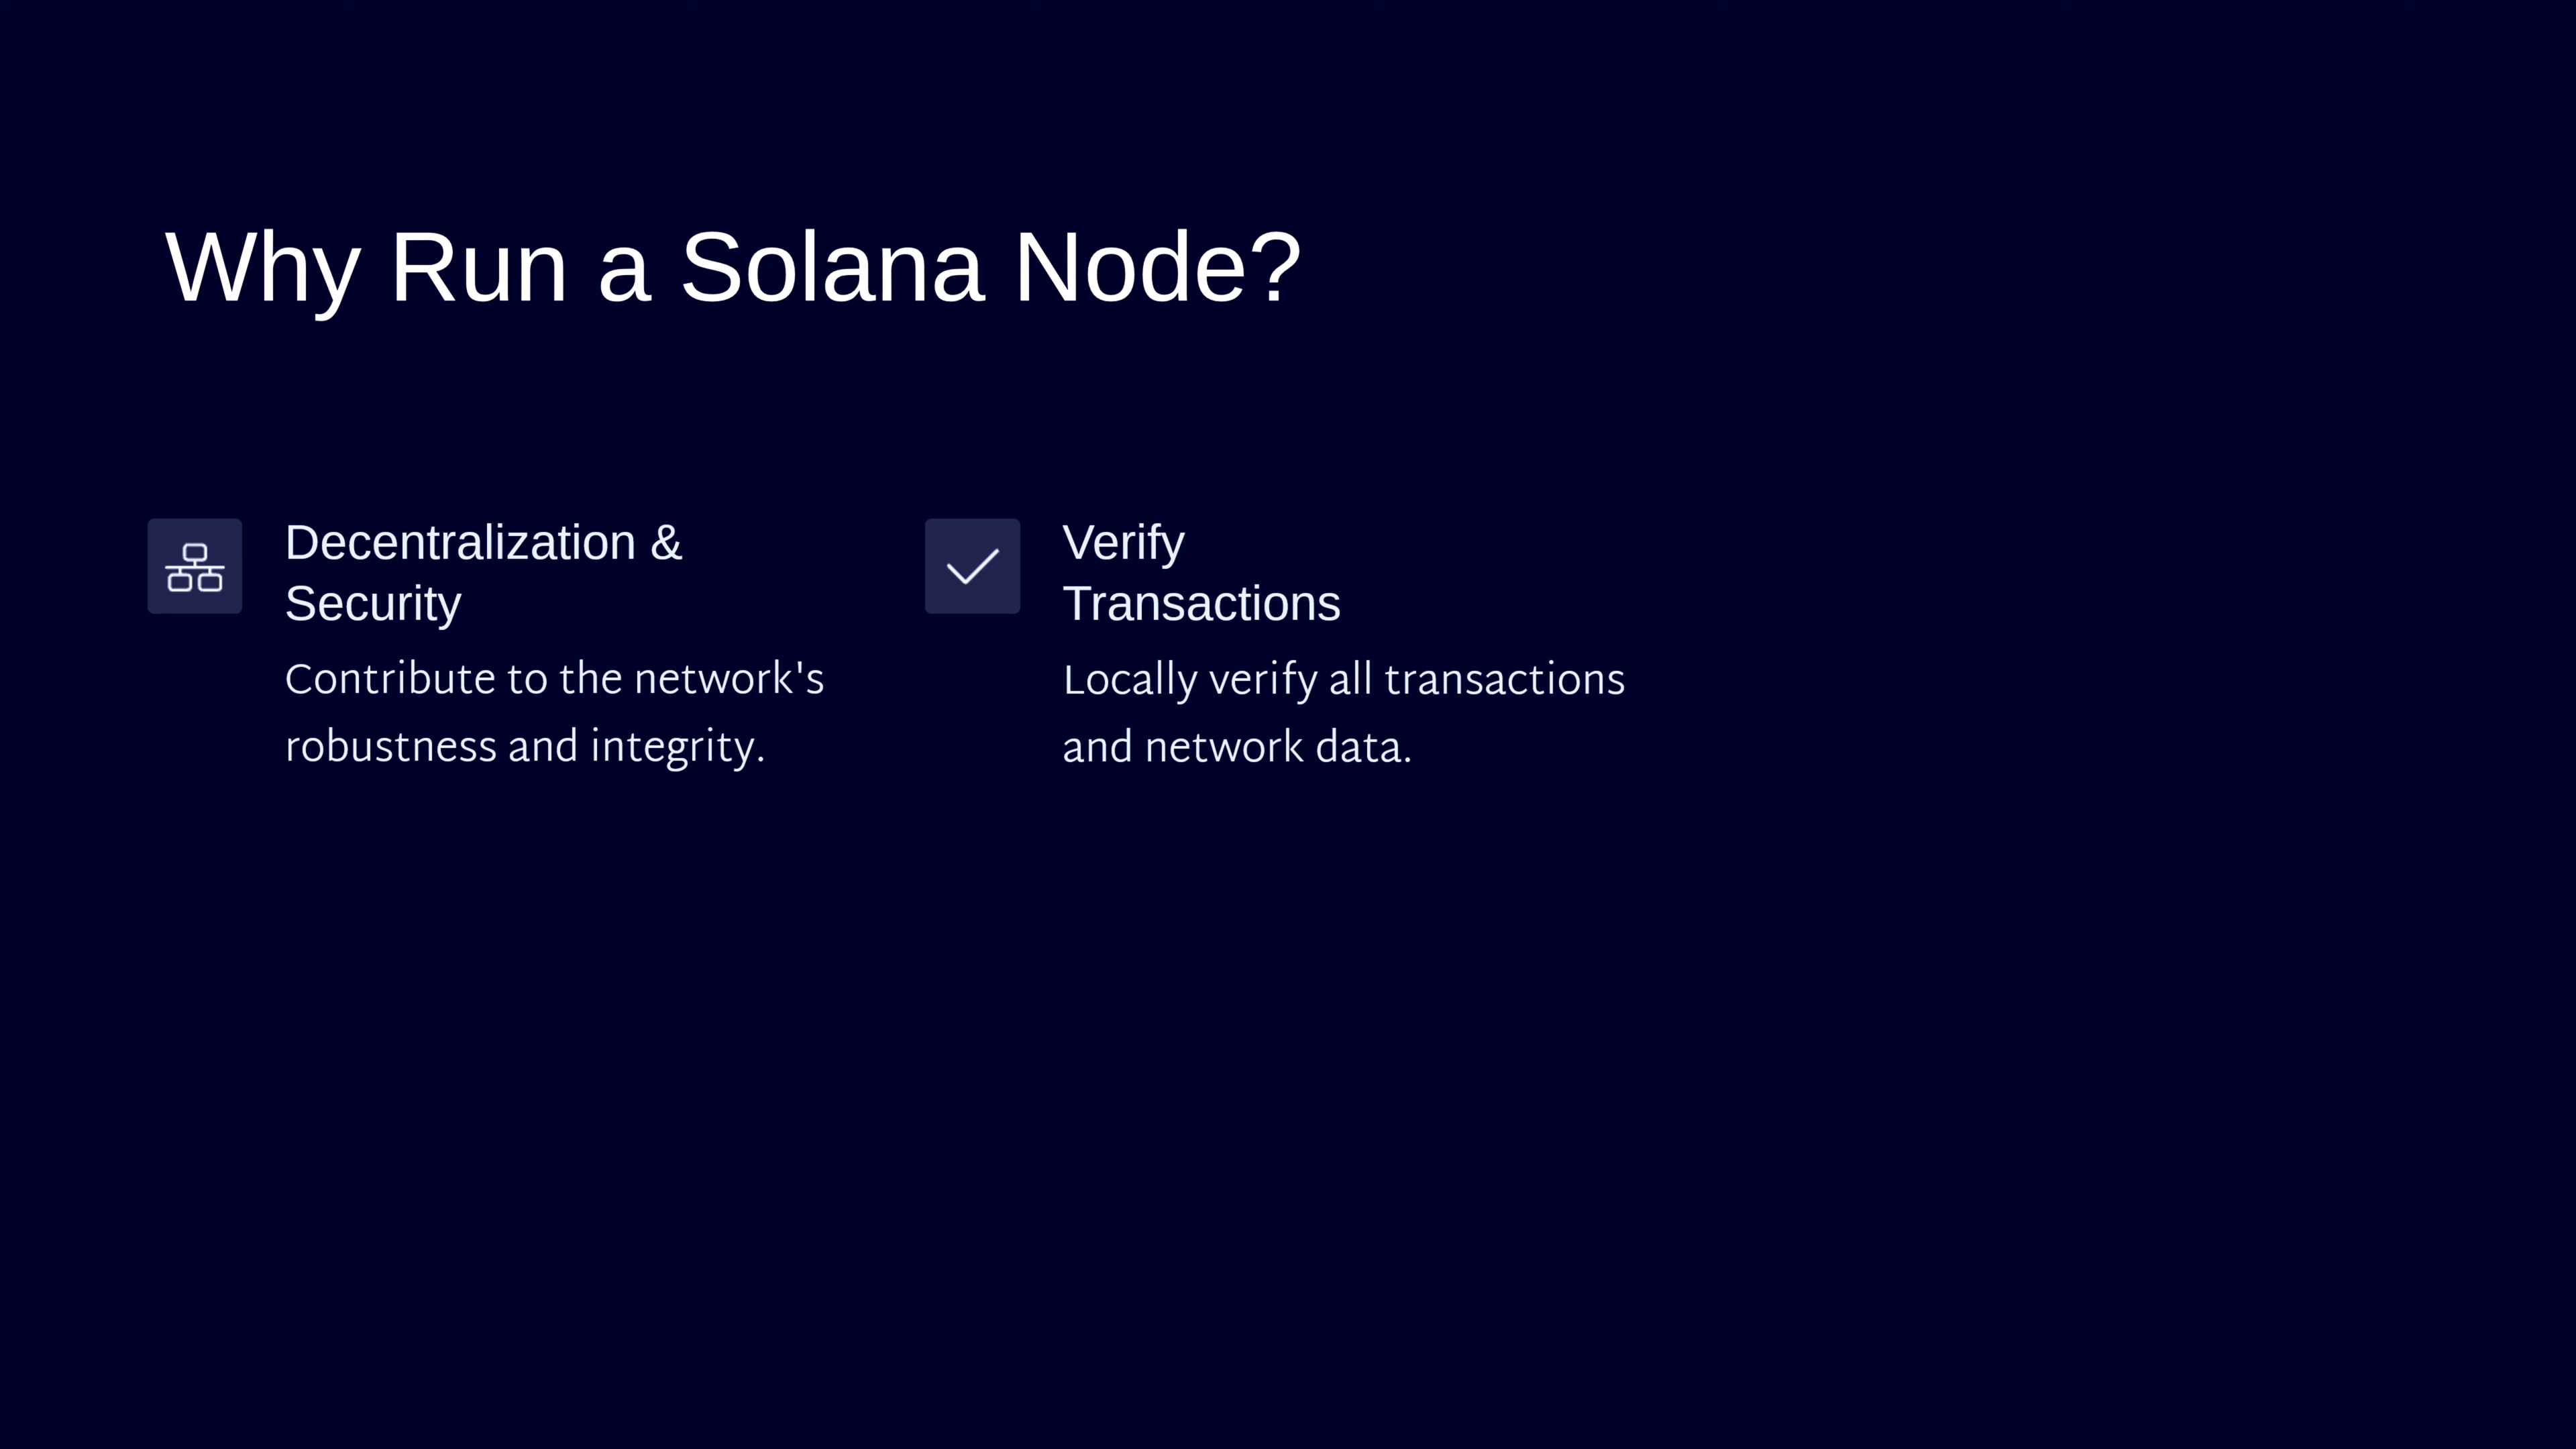 Why Run a Solana Node?
Decentralization &
Security
Contribute to the network's
robustness and integrity.
Verify
Transactions
Locally verify all transactions
and network data.